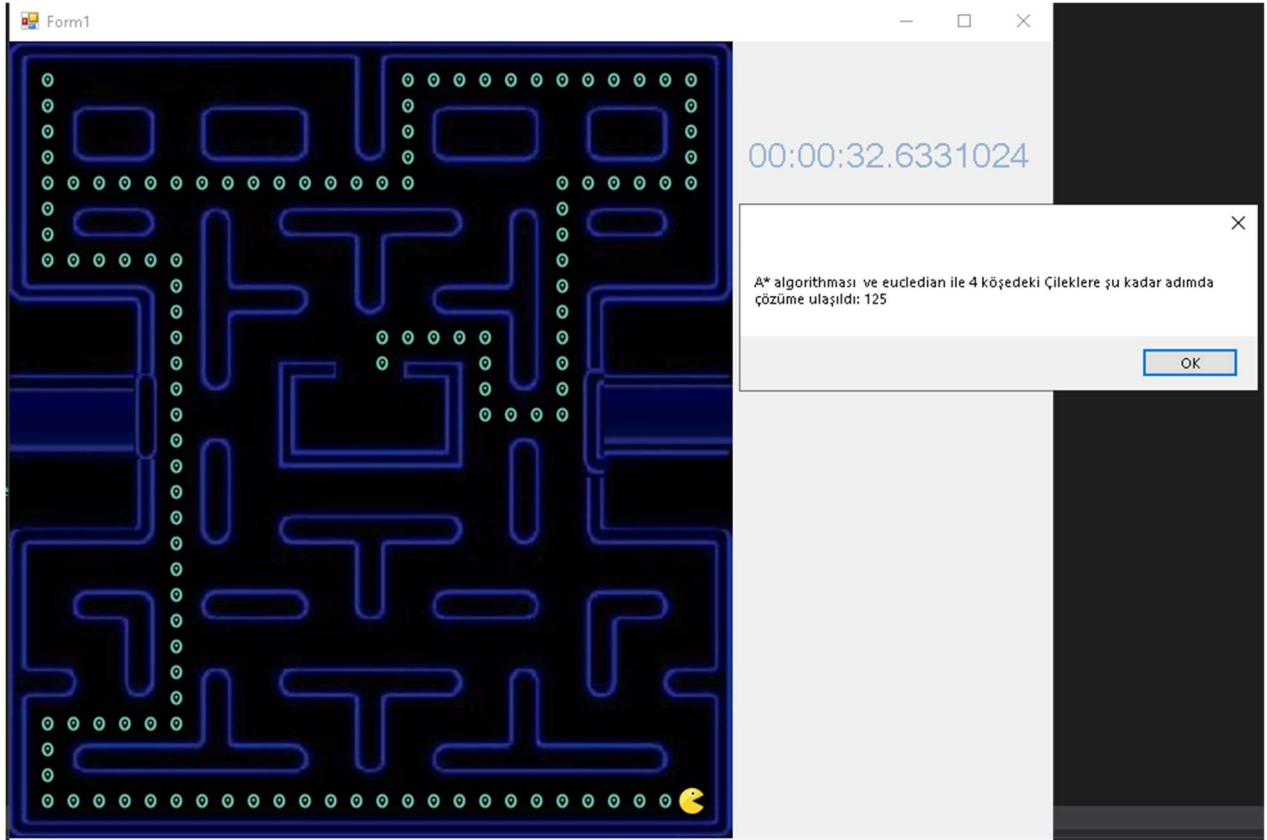 Form1
00:00:32.6331024
A* algorithması ve eucledian ile 4 köşedeki Çileklere şu kadar adımda
çözüme ulaşıldı: 125
OK